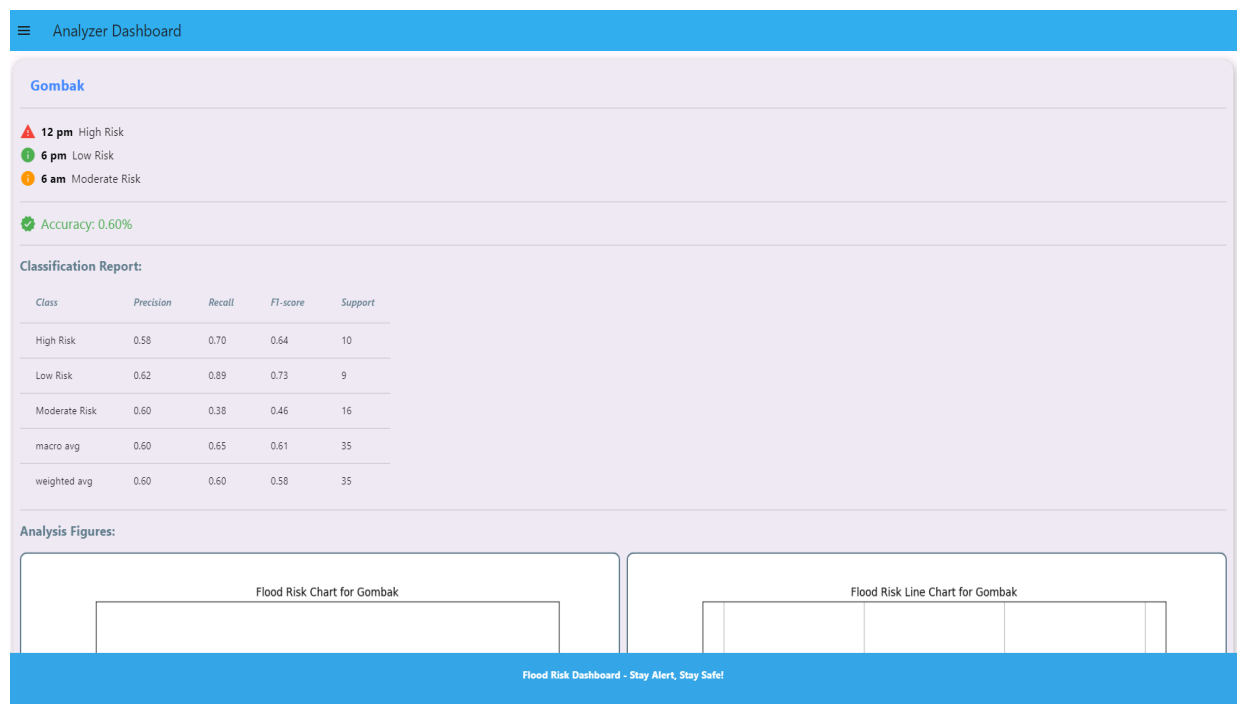 Analyzer Dashboard
Gombak
12 pm High Risk
6 pm Low Risk
6 am Moderate Risk
Accuracy: 0.60%
Classification Report:
Class Precision Recall F1-score Support
High Risk 0.58 0.70 0.64 10
Low Risk 0.62 0.89 0.73 9
Moderate Risk 0.60 0.38 0.46 16
macro avg 0.60 0.65 0.61 35
weighted avg 0.60 0.60 0.58 35
Analysis Figures:
Flood Risk Chart for Gombak
Flood Risk Line Chart for Gombak
Flood Risk Dashboard - Stay Alert, Stay Safe!